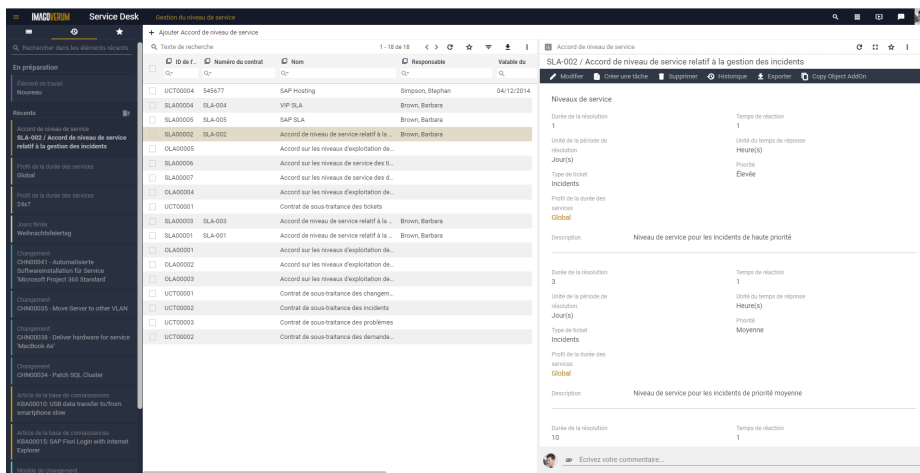 IMAGOVERUM Service Desk Gestion du niveau de service
Rechercher dans les éléments récents
En préparation
Élément de travail
Nouveau
Récents
Accord de niveau de service
SLA-002 / Accord de niveau de service
relatif à la gestion des incidents
Profil de la durée des services
Global
Profil de la durée des services
24x7
Jours fériés
Weihnachtsfeiertag
Changement
CHN00041 - Automatisierte
Softwareinstallation für Service
'Microsoft Project 365 Standard'
Changement
CHN00035 - Move Server to other VLAN
Changement
CHN00038 - Deliver hardware for service
'MacBook Air'
Changement
CHN00034 - Patch SQL Cluster
Article de la base de connaissances
KBA00010: USB data transfer to/from
smartphone slow
Article de la base de connaissances
KBA00015: SAP Fiori Login with Internet
Explorer
Modèle de changement
+ Ajouter Accord de niveau de service
Texte de recherche 1 - 18 de 18
ID de l'... Numéro du contrat Nom Responsable Valable du
UCT00004 545677 SAP Hosting Simpson, Stephan 04/12/2014
SLA00004 SLA-004 VIP SLA Brown, Barbara
SLA00005 SLA-005 SAP SLA Brown, Barbara
SLA00002 SLA-002 Accord de niveau de service relatif à la ... Brown, Barbara
OLA00005 Accord sur les niveaux d'exploitation de...
SLA00006 Accord sur les niveaux de service des ti...
SLA00007 Accord sur les niveaux de service des d...
OLA00004 Accord sur les niveaux d'exploitation de...
UCT00001 Contrat de sous-traitance des tickets
SLA00003 SLA-003 Accord de niveau de service relatif à la ... Brown, Barbara
SLA00001 SLA-001 Accord de niveau de service relatif à la ... Brown, Barbara
OLA00001 Accord sur les niveaux d'exploitation de...
OLA00002 Accord sur les niveaux d'exploitation de...
OLA00003 Accord sur les niveaux d'exploitation de...
UCT00001 Contrat de sous-traitance des changem...
UCT00002 Contrat de sous-traitance des incidents
UCT00003 Contrat de sous-traitance des problèmes
UCT00002 Contrat de sous-traitance des demande...
Accord de niveau de service
SLA-002 / Accord de niveau de service relatif à la gestion des incidents
Modifier Créer une tâche Supprimer Historique Exporter Copy Object AddOn
Niveaux de service
Durée de la résolution Temps de réaction
1 1
Unité de la période de Unité du temps de réponse
résolution Heure(s)
Jour(s) Priorité
Type de ticket Élevée
Incidents
Profil de la durée des
services
Global
Description Niveau de service pour les incidents de haute priorité
Durée de la résolution Temps de réaction
3 1
Unité de la période de Unité du temps de réponse
résolution
Jour(s) Priorité
Type de ticket Moyenne
Incidents
Profil de la durée des
services
Global
Description Niveau de service pour les incidents de priorité moyenne
Durée de la résolution Temps de réaction
10 1
Écrivez votre commentaire...